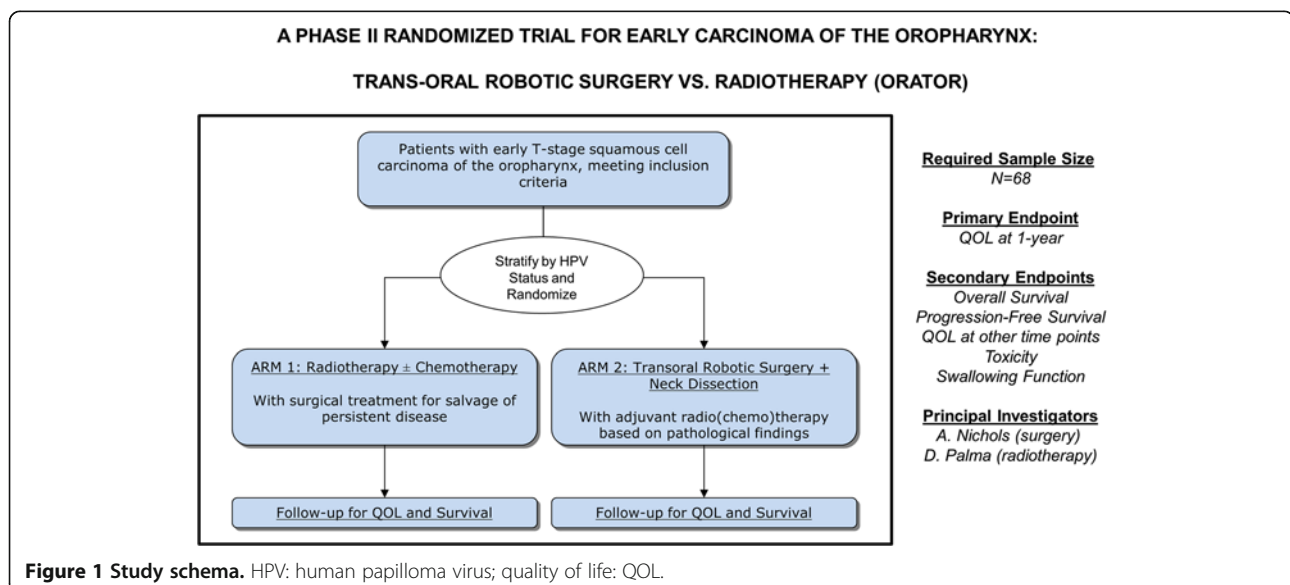 A PHASE II RANDOMIZED TRIAL FOR EARLY CARCINOMA OF THE OROPHARYNX:
TRANS-ORAL ROBOTIC SURGERY VS. RADIOTHERAPY (ORATOR)
Patients with early T-stage squamous cell
carcinoma of the oropharynx, meeting inclusion
criteria
Stratify by HPV
Status and
Randomize
ARM 1: Radiotherapy ± Chemotherapy
With surgical treatment for salvage of
persistent disease
ARM 2: Transoral Robotic Surgery +
Neck Dissection
With adjuvant radio(chemo)therapy
based on pathological findings
Follow-up for QOL and Survival
Follow-up for QOL and Survival
Required Sample Size
N=68
Primary Endpoint
QOL at 1-year
Secondary Endpoints
Overall Survival
Progression-Free Survival
QOL at other time points
Toxicity
Swallowing Function
Principal Investigators
A. Nichols (surgery)
D. Palma (radiotherapy)
Figure 1 Study schema. HPV: human papilloma virus; quality of life: QOL.